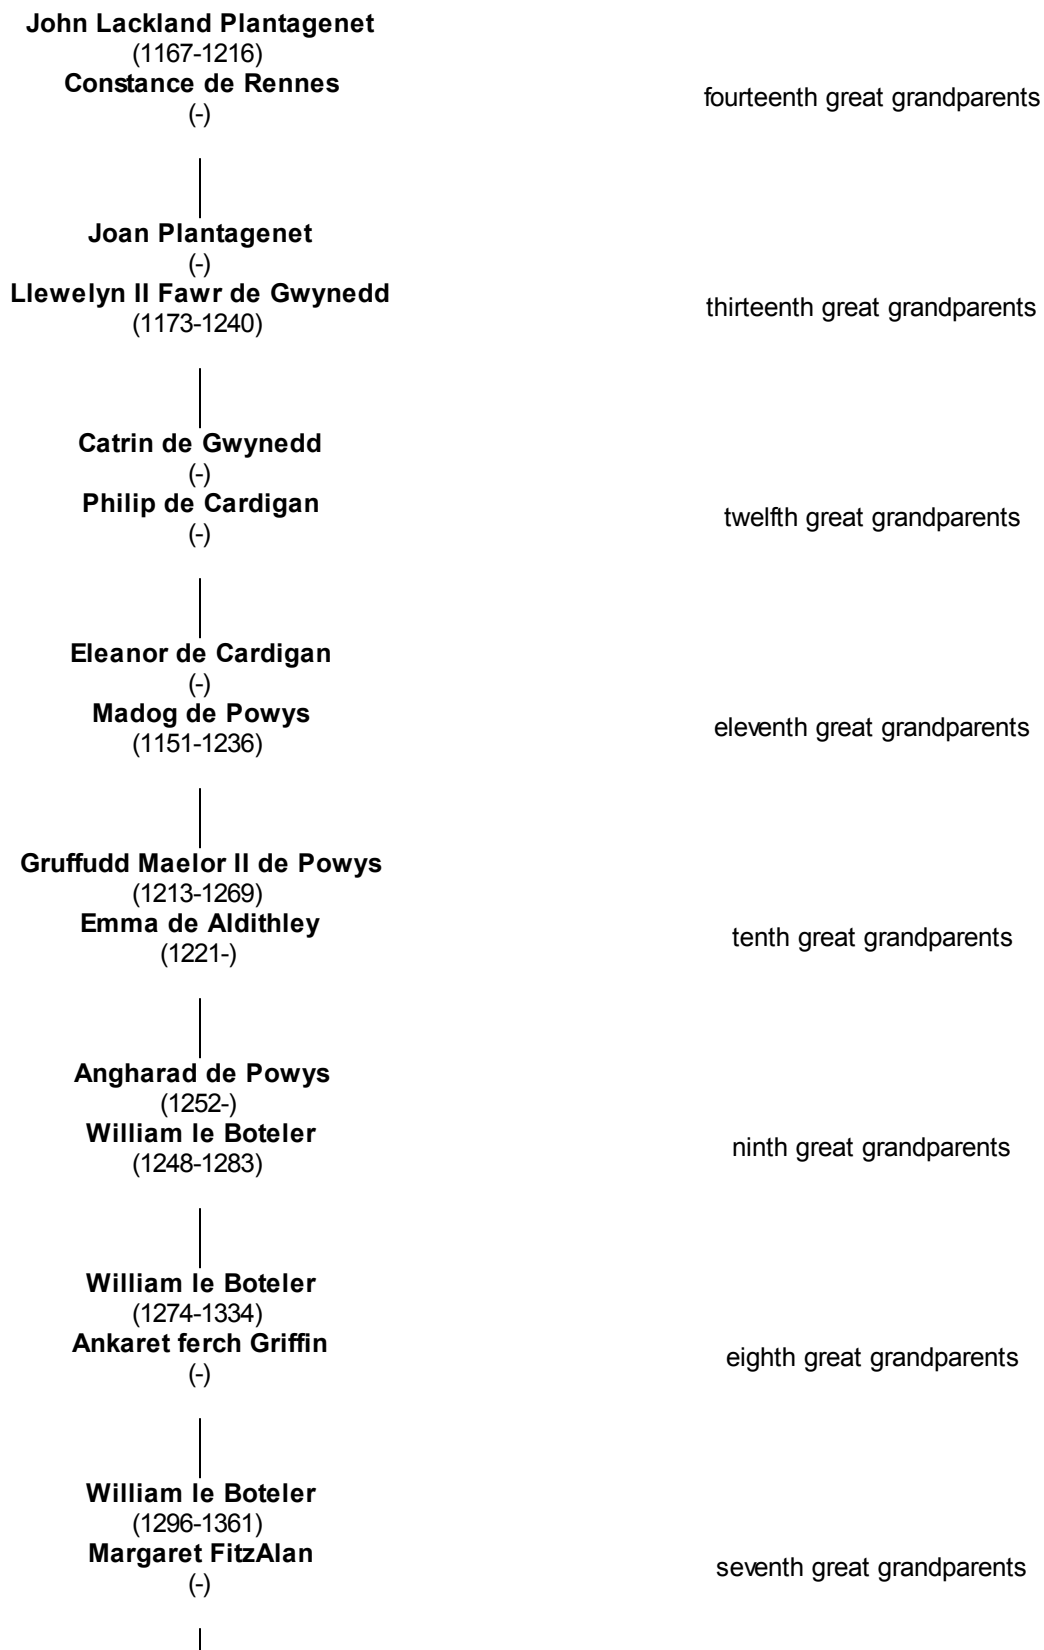 John Lackland Plantagenet
(1167-1216)
Constance de Rennes
(-)
fourteenth great grandparents
Joan Plantagenet
(-)
Llewelyn II Fawr de Gwynedd
(1173-1240)
thirteenth great grandparents
Catrin de Gwynedd
(-)
Philip de Cardigan
(-)
twelfth great grandparents
Eleanor de Cardigan
(-)
Madog de Powys
(1151-1236)
eleventh great grandparents
Gruffudd Maelor II de Powys
(1213-1269)
Emma de Aldithley
(1221-)
tenth great grandparents
Angharad de Powys
(1252-)
William le Boteler
(1248-1283)
ninth great grandparents
William le Boteler
(1274-1334)
Ankaret ferch Griffin
(-)
eighth great grandparents
William le Boteler
(1296-1361)
Margaret FitzAlan
(-)
seventh great grandparents